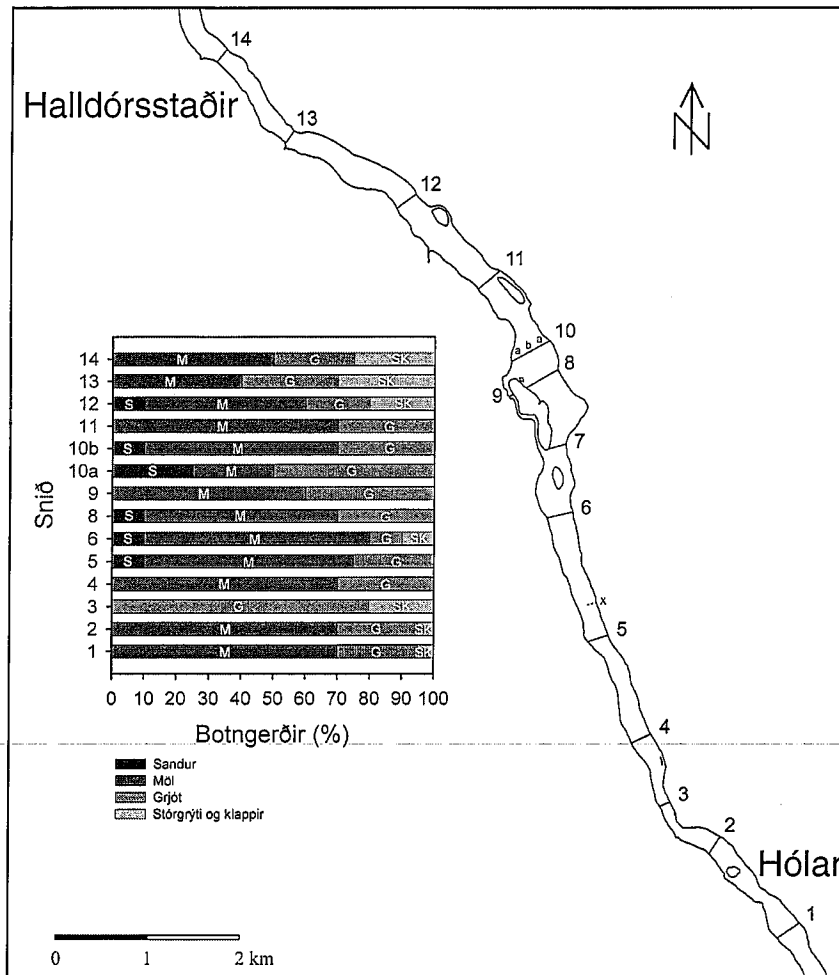 14
Halldórsstaðir
13
12
11
10
a b a
8
9
7
6
x
5
4
3
2
Hólar
1
N
Snið
14 M G SK
13 M G SK
12 S M G SK
11 M G
10b S M G
10a S M G
9 M G
8 S M G
6 S M G SK
5 S M G
4 M G
3 G SK
2 M G SK
1 M G SK
0 10 20 30 40 50 60 70 80 90 100
Botngerðir (%)
Sandur
Möl
Grjót
Stórgrýti og klappir
0 1 2 km